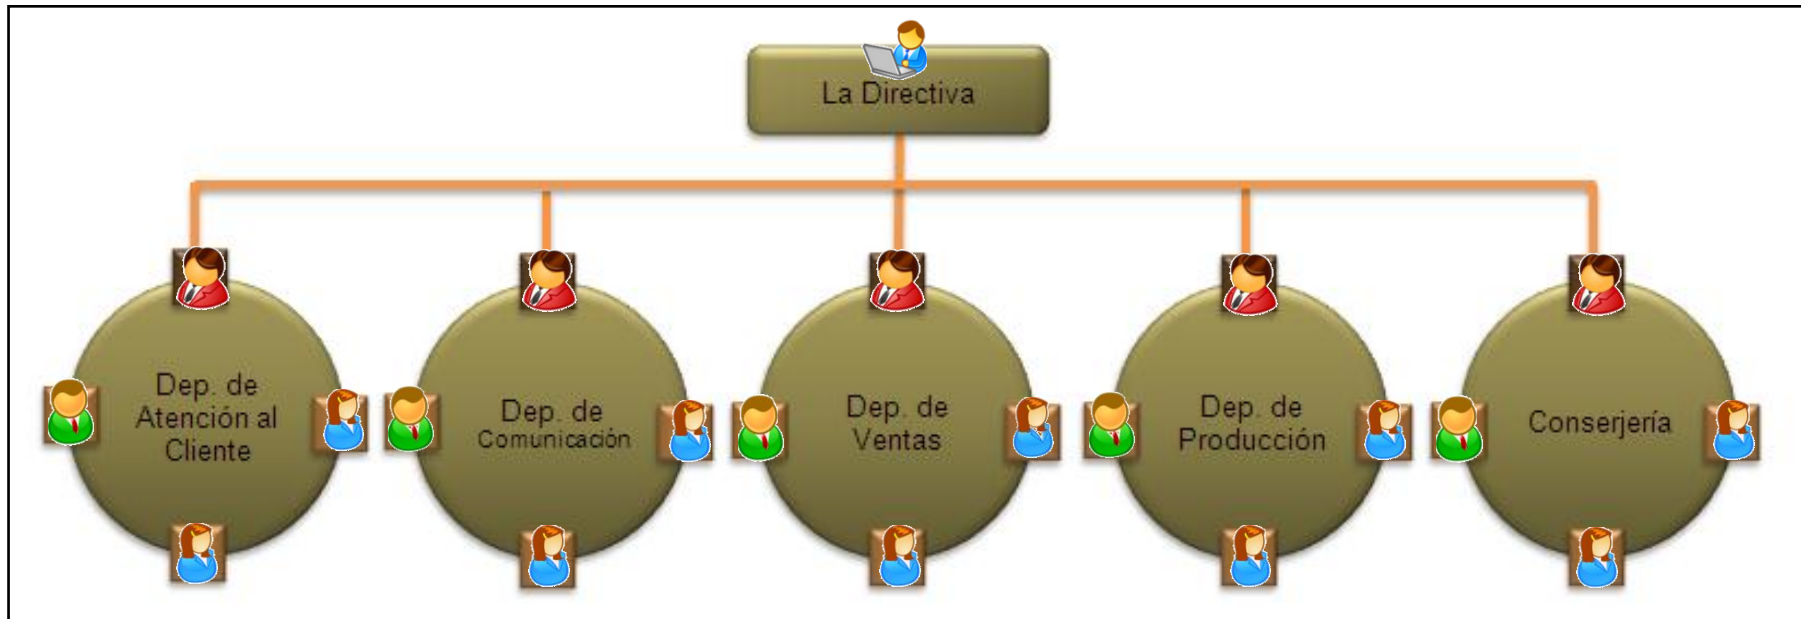 La Directiva
Dep. de
Atención al
Cliente
Dep. de
Comunicación
Dep. de
Ventas
Dep. de
Producción
Conserjería